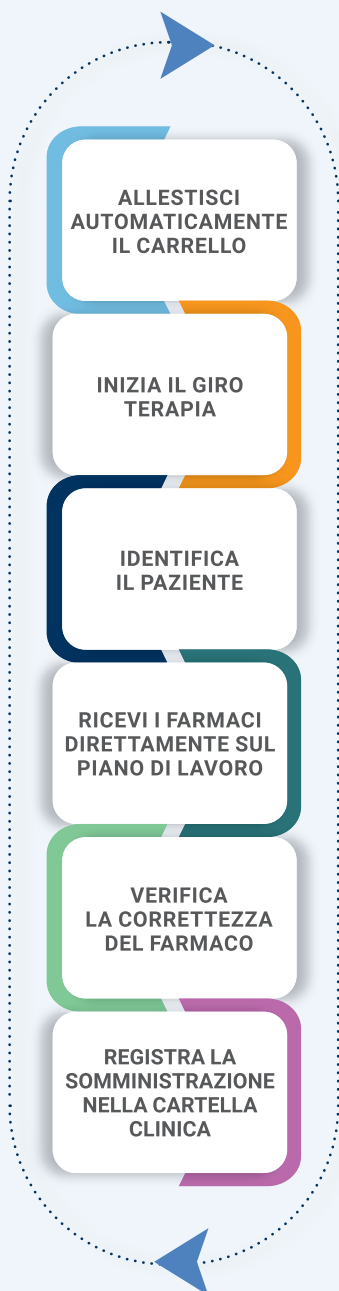 ALLESTISCI
AUTOMATICAMENTE
IL CARRELLO
INIZIA IL GIRO
TERAPIA
IDENTIFICA
IL PAZIENTE
RICEVI I FARMACI
DIRETTAMENTE SUL
PIANO DI LAVORO
VERIFICA
LA CORRETTEZZA
DEL FARMACO
REGISTRA LA
SOMMINISTRAZIONE
NELLA CARTELLA
CLINICA